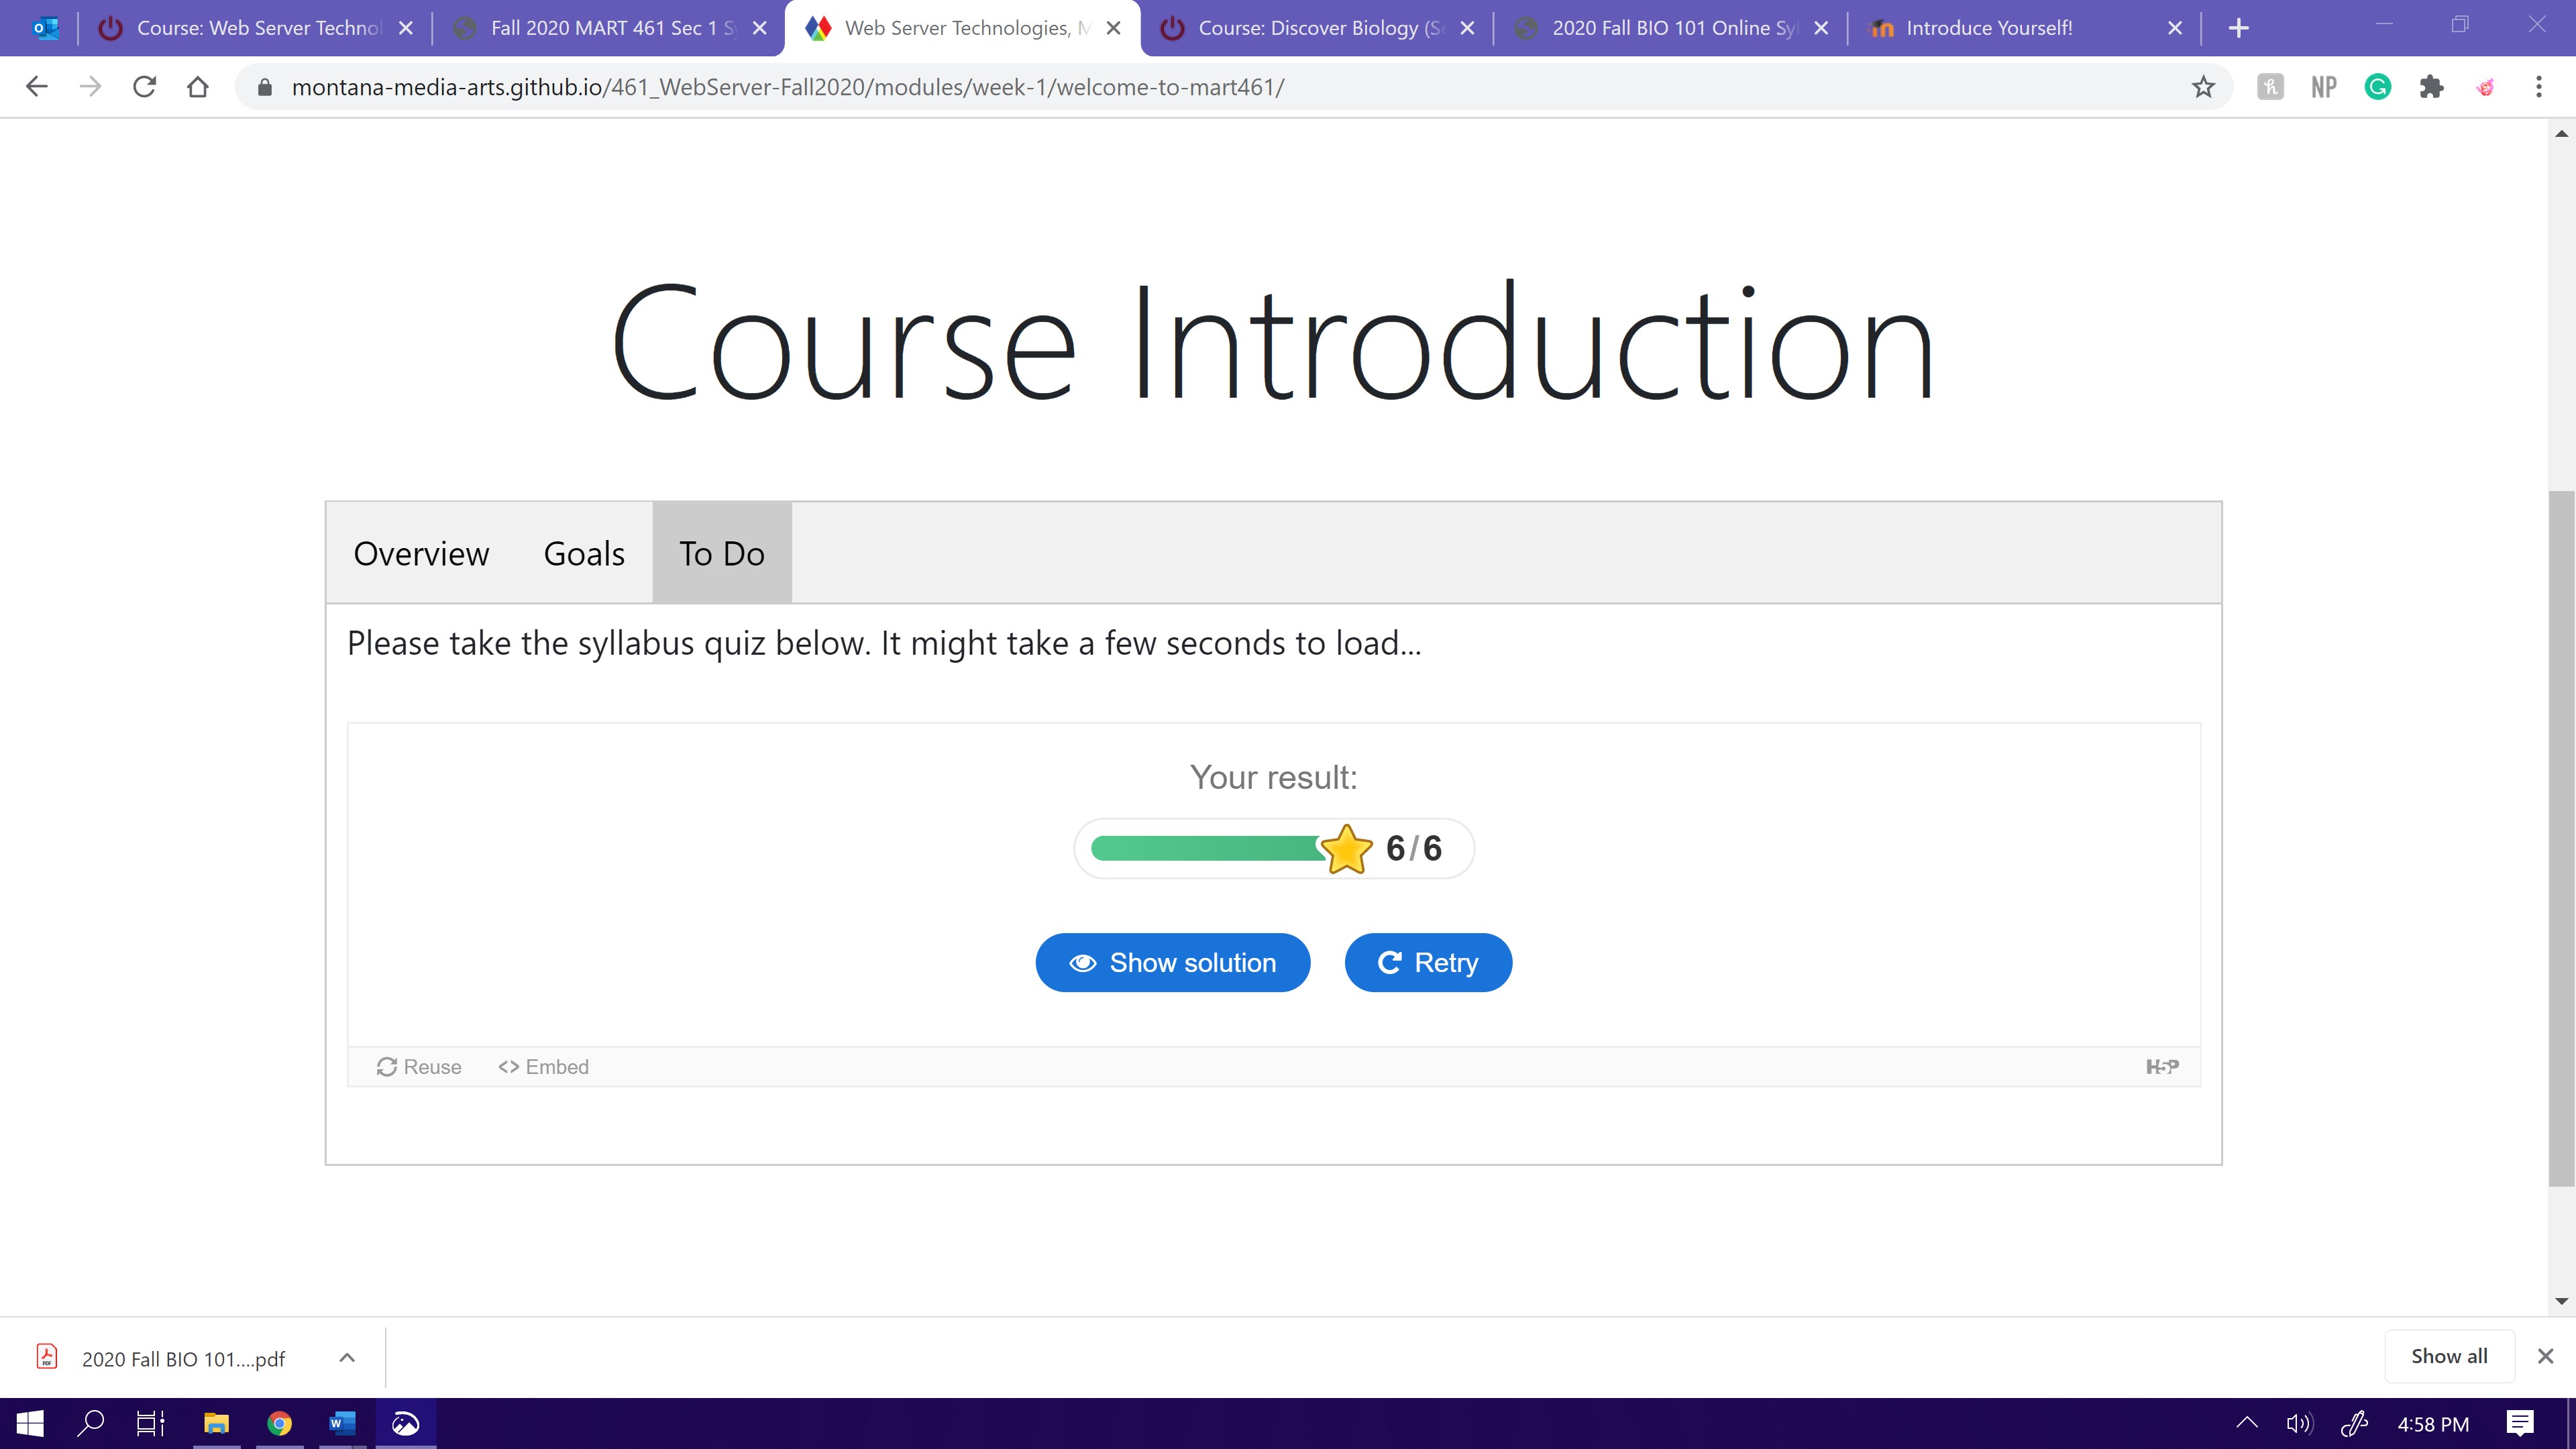 Course: Web Server Technol
Fall 2020 MART 461 Sec 1 S
Web Server Technologies, M
Course: Discover Biology (Se
2020 Fall BIO 101 Online Syl
Introduce Yourself!
montana-media-arts.github.io/461_WebServer-Fall2020/modules/week-1/welcome-to-mart461/
NP
Course Introduction
Overview Goals To Do
Please take the syllabus quiz below. It might take a few seconds to load...
Your result:
6/6
Show solution Retry
Reuse <> Embed H5P
2020 Fall BIO 101....pdf
Show all
4:58 PM